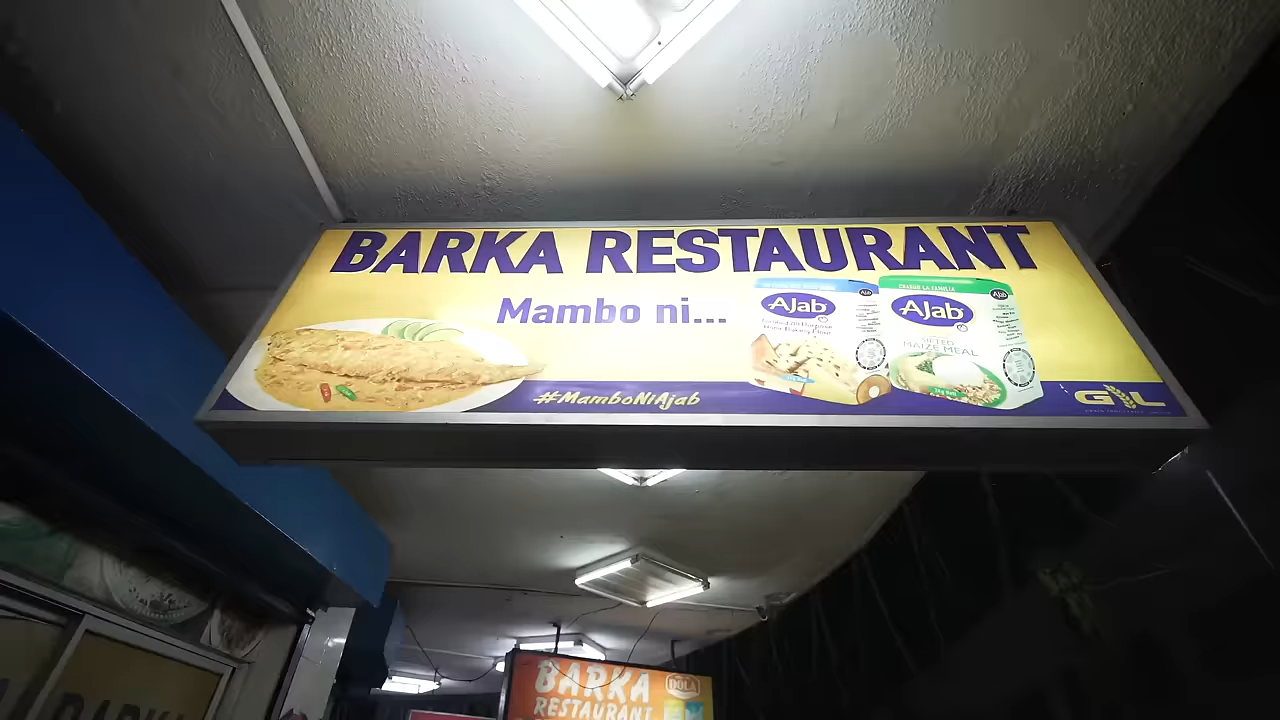 BARKA RESTAURANT
Mambo ni...
AJab
AJab
SIFTED
MAIZE MEAL
#MamboNiAjab
GIL
BARKA
RESTAURANT
DOLA